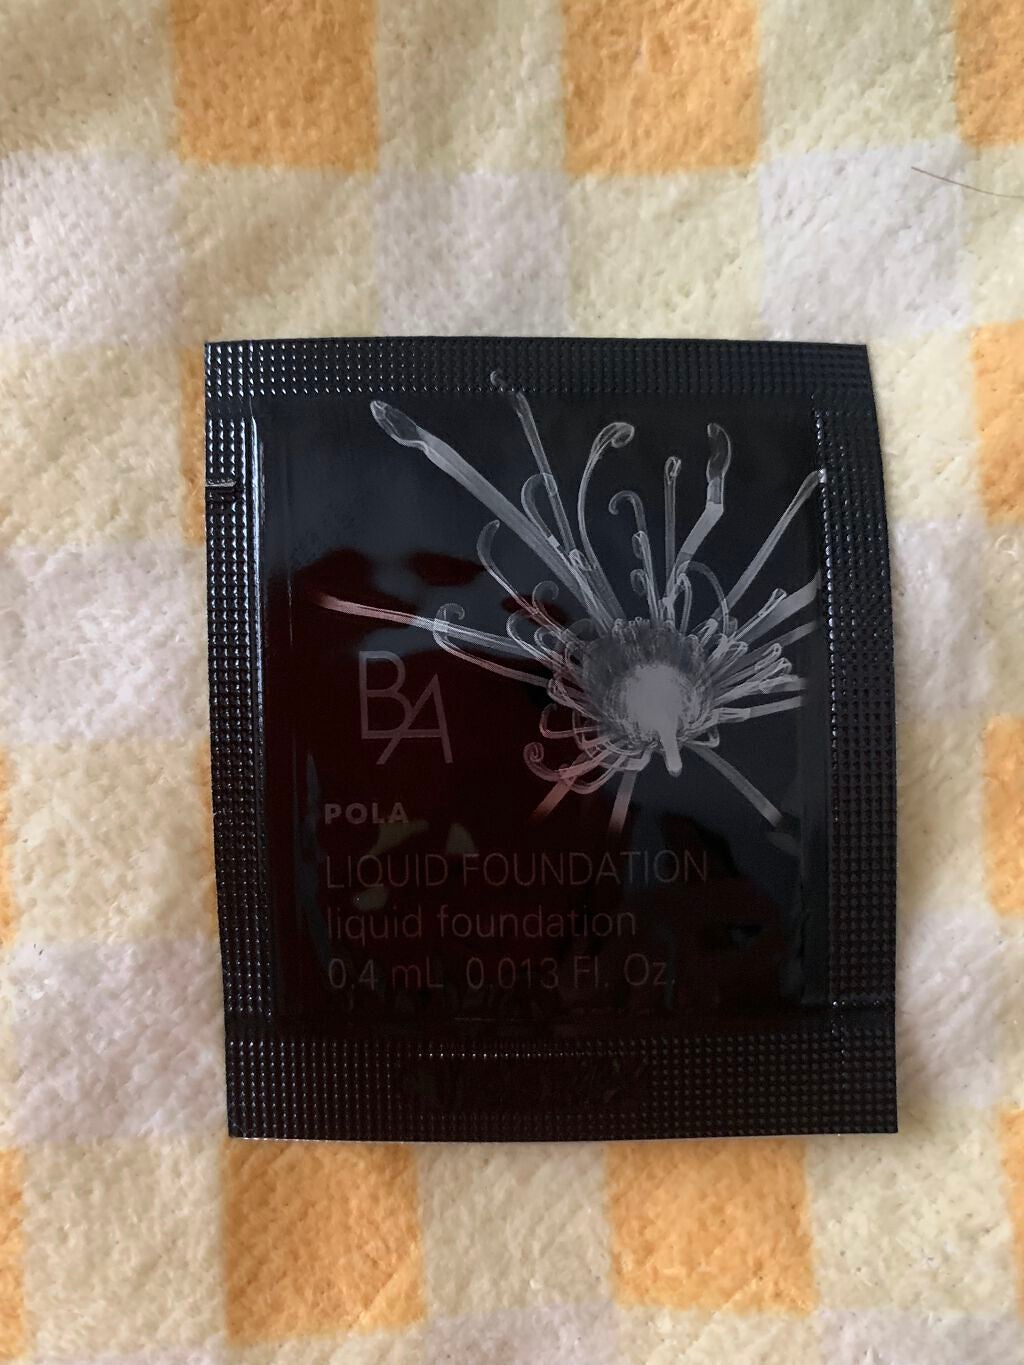 BA
POLA
LIQUID FOUNDATION
liquid foundation
0.4 mL 0.013 Fl. Oz.